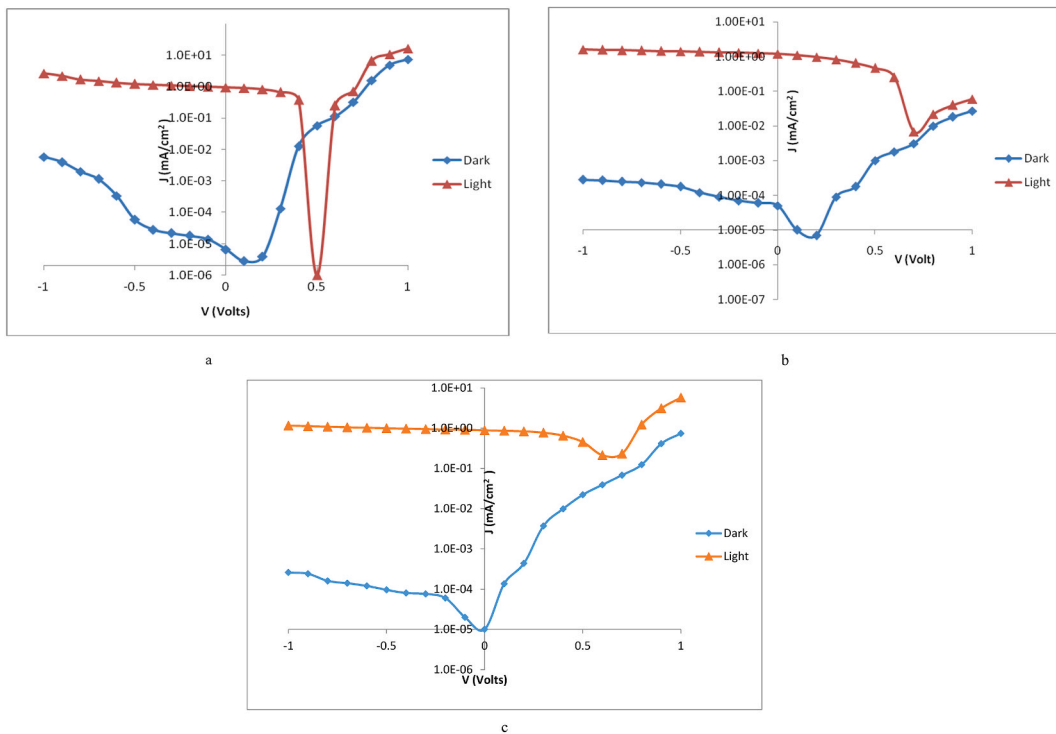 1.0E+01
1.0E+00
1.0E-01
1.0E-02
1.0E-03
1.0E-04
1.0E-05
1.0E-06
J (mA/cm²)
-1 -0.5 0 0.5 1
V (Volts)
Dark
Light
a
1.00E+01
1.00E+00
1.00E-01
1.00E-02
1.00E-03
1.00E-04
1.00E-05
1.00E-06
1.00E-07
J (mA/cm²)
-1 -0.5 0 0.5 1
V (Volt)
Dark
Light
b
1.0E+01
1.0E+00
1.0E-01
1.0E-02
1.0E-03
1.0E-04
1.0E-05
1.0E-06
J (mA/cm²)
-1 -0.5 0 0.5 1
V (Volts)
Dark
Light
c